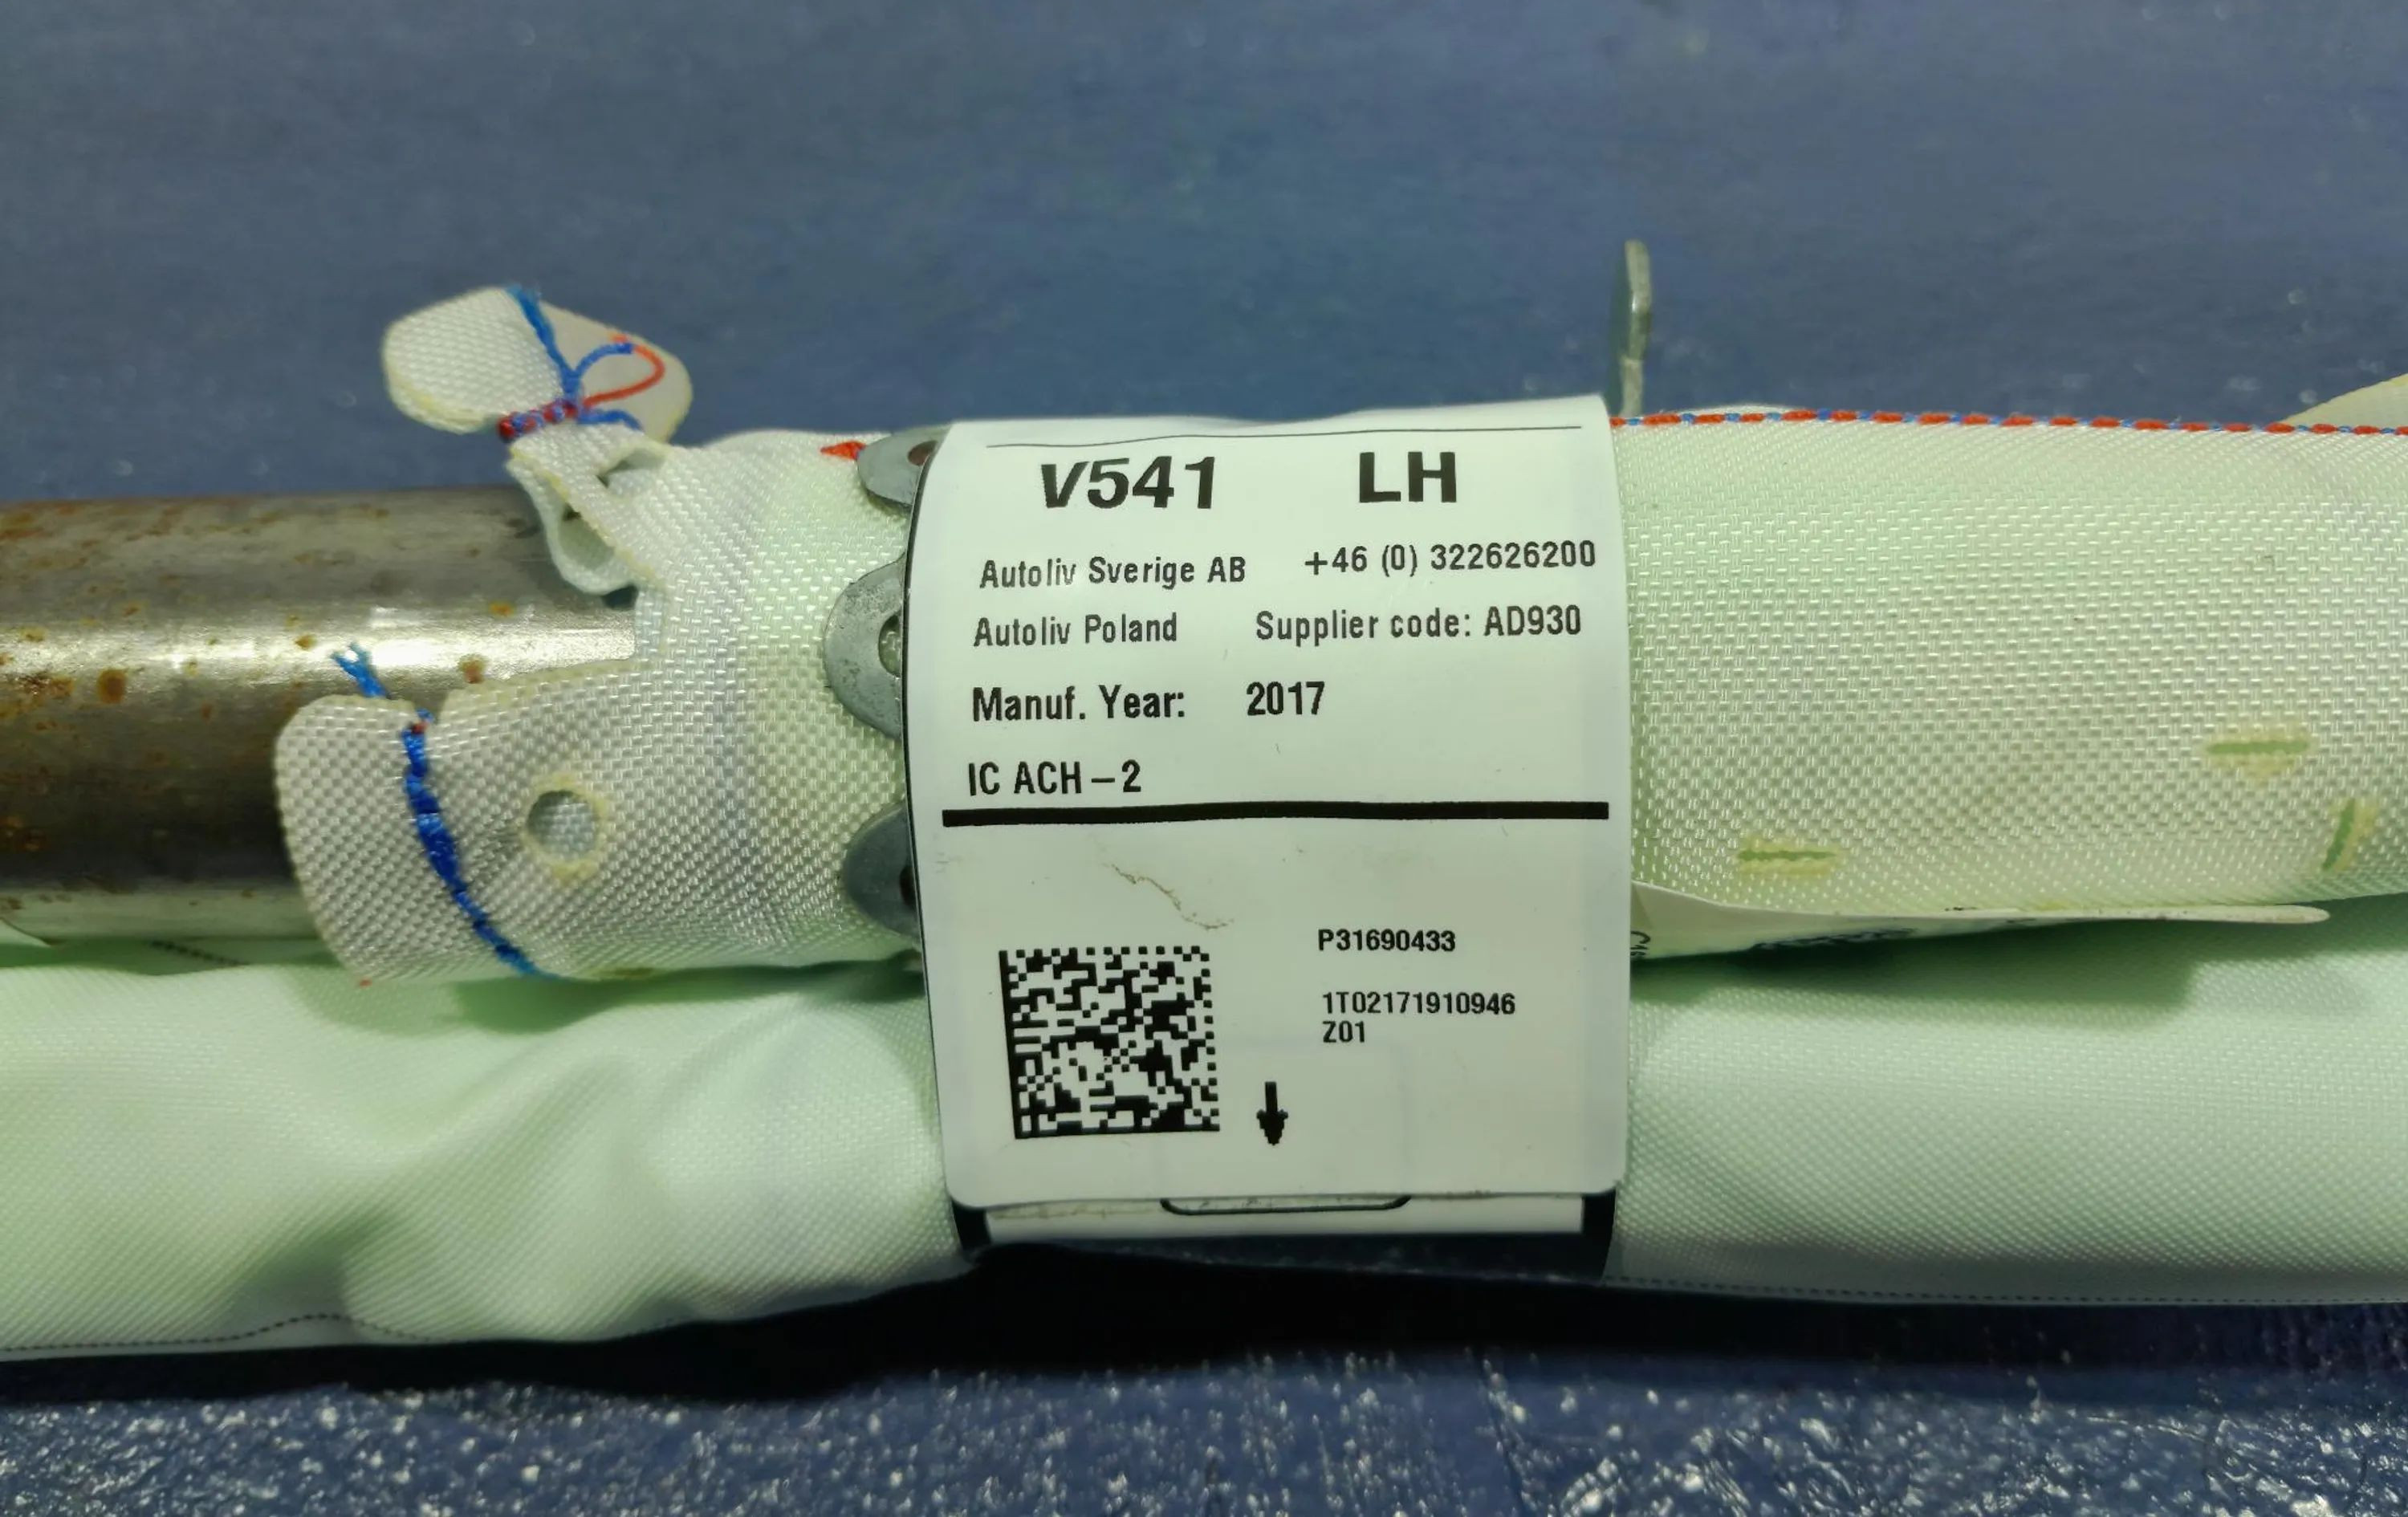 V541 LH
Autoliv Sverige AB +46 (0) 322626200
Autoliv Poland Supplier code: AD930
Manuf. Year: 2017
IC ACH-2
P31690433
1T02171910946
Z01